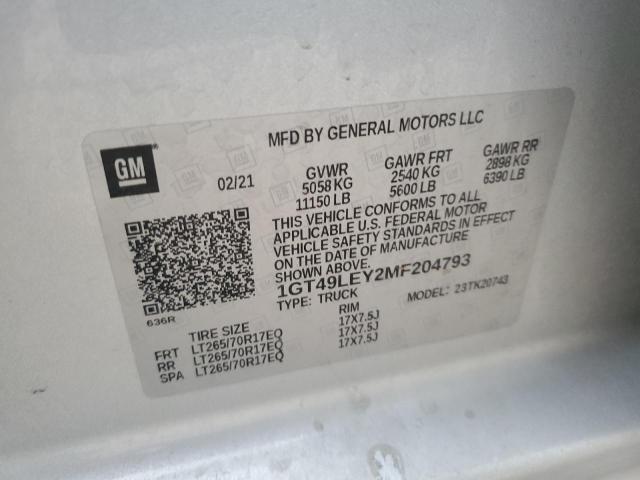 MFD BY GENERAL MOTORS LLC
GM
02/21
GVWR GAWR FRT GAWR RR
5058 KG 2540 KG 2898 KG
11150 LB 5600 LB 6390 LB
THIS VEHICLE CONFORMS TO ALL
APPLICABLE U.S. FEDERAL MOTOR
VEHICLE SAFETY STANDARDS IN EFFECT
ON THE DATE OF MANUFACTURE
SHOWN ABOVE.
1GT49LEY2MF204793
TYPE: TRUCK MODEL: 23TK20743
636R
TIRE SIZE RIM
FRT LT265/70R17EQ 17X7.5J
RR LT265/70R17EQ 17X7.5J
SPA LT265/70R17EQ 17X7.5J